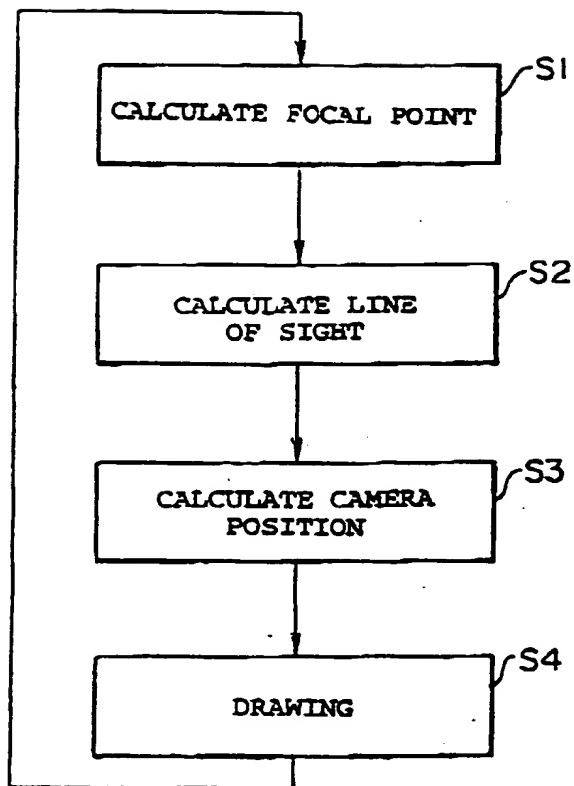 S1
CALCULATE FOCAL POINT
S2
CALCULATE LINE
OF SIGHT
S3
CALCULATE CAMERA
POSITION
S4
DRAWING